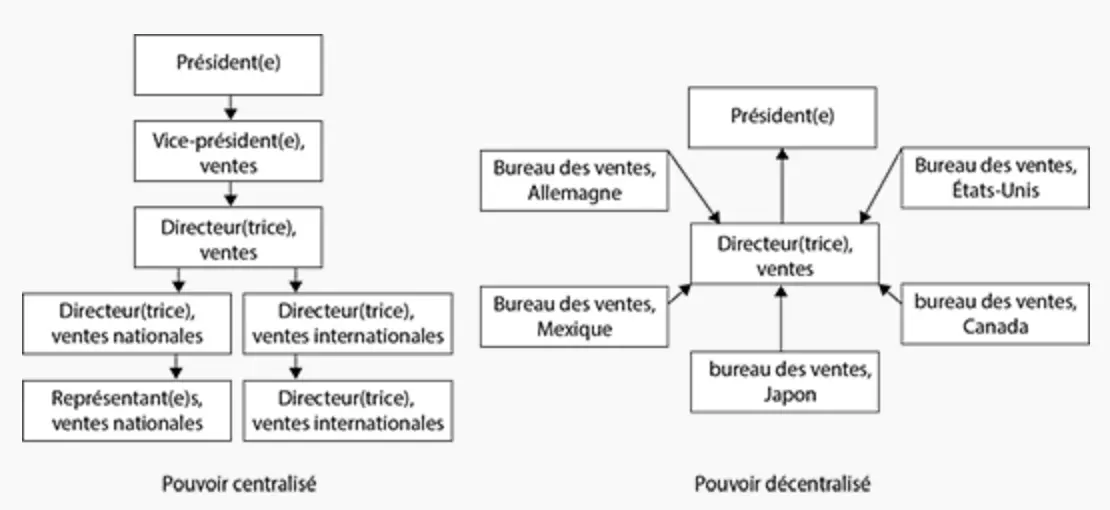 Président(e)
Vice-président(e),
ventes
Directeur(trice),
ventes
Directeur(trice),
ventes nationales
Directeur(trice),
ventes internationales
Représentant(e)s,
ventes nationales
Directeur(trice),
ventes internationales
Pouvoir centralisé
Président(e)
Bureau des ventes,
Allemagne
Bureau des ventes,
États-Unis
Directeur(trice),
ventes
Bureau des ventes,
Mexique
bureau des ventes,
Canada
bureau des ventes,
Japon
Pouvoir décentralisé